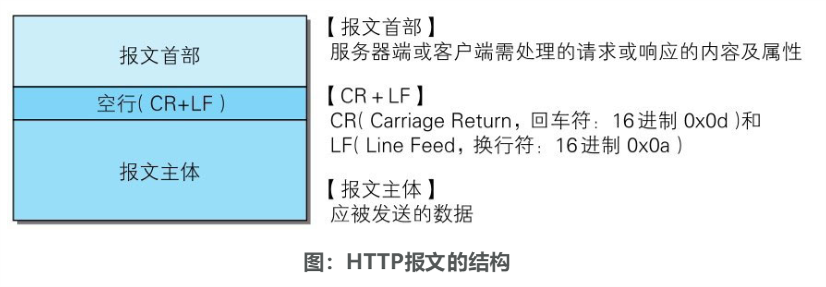 报文首部
空行( CR+LF )
报文主体
【报文首部】
服务器端或客户端需处理的请求或响应的内容及属性
【CR + LF】
CR( Carriage Return，回车符：16 进制 0x0d )和
LF( Line Feed，换行符：16 进制 0x0a )
【报文主体】
应被发送的数据
图：HTTP报文的结构